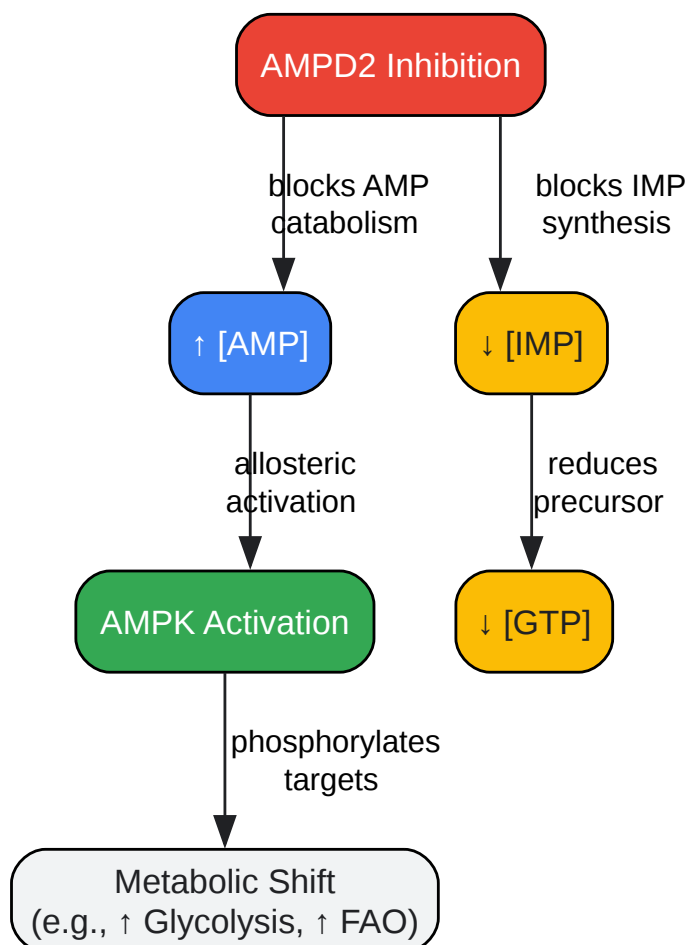 AMPD2 Inhibition
blocks AMP
catabolism
blocks IMP
synthesis
↑ [AMP]
↓ [IMP]
allosteric
activation
reduces
precursor
AMPK Activation
↓ [GTP]
phosphorylates
targets
Metabolic Shift
(e.g., ↑ Glycolysis, ↑ FAO)